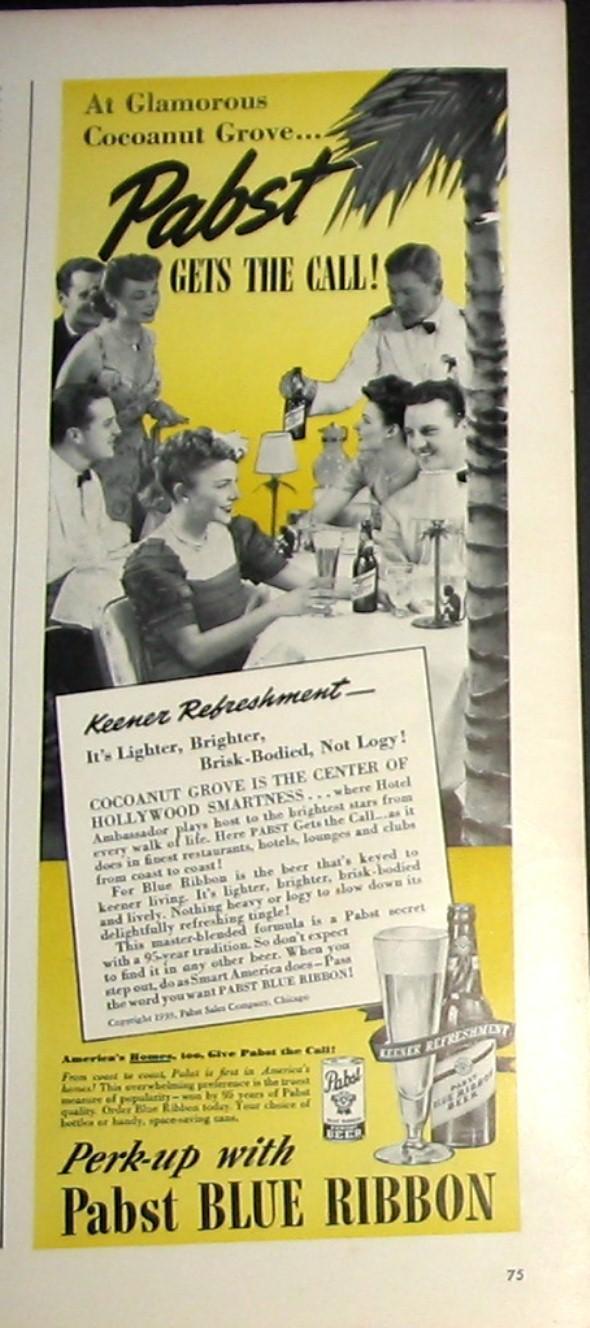 At Glamorous
Cocoanut Grove...
Pabst
GETS THE CALL!
Keener Refreshment—
It's Lighter, Brighter,
Brisk-Bodied, Not Logy!
COCOANUT GROVE IS THE CENTER OF
HOLLYWOOD SMARTNESS... where Hotel
Ambassador plays host to the brightest stars from
every walk of life. Here PABST Gets the Call...as it
does in finest restaurants, hotels, lounges and clubs
from coast to coast!
For Blue Ribbon is the beer that's keyed to
keener living. It's lighter, brighter, brisk-bodied
and lively. Nothing heavy or logy to slow down its
delightfully refreshing tingle!
This master-blended formula is a Pabst secret
with a 95-year tradition. So don't expect
to find it in any other beer. When you
step out, do as Smart America does—Pass
the word you want PABST BLUE RIBBON!
Copyright 1939, Pabst Sales Company, Chicago
America's Homes, too, Give Pabst the Call!
From coast to coast, Pabst is first in America's
homes! This overwhelming preference is the truest
measure of popularity—won by 95 years of Pabst
quality. Order Blue Ribbon today. Your choice of
bottles or handy, space-saving cans.
Pabst
BLUE RIBBON
BEER
KEENER REFRESHMENT
PABST
BLUE RIBBON
BEER
Perk-up with
Pabst BLUE RIBBON
75